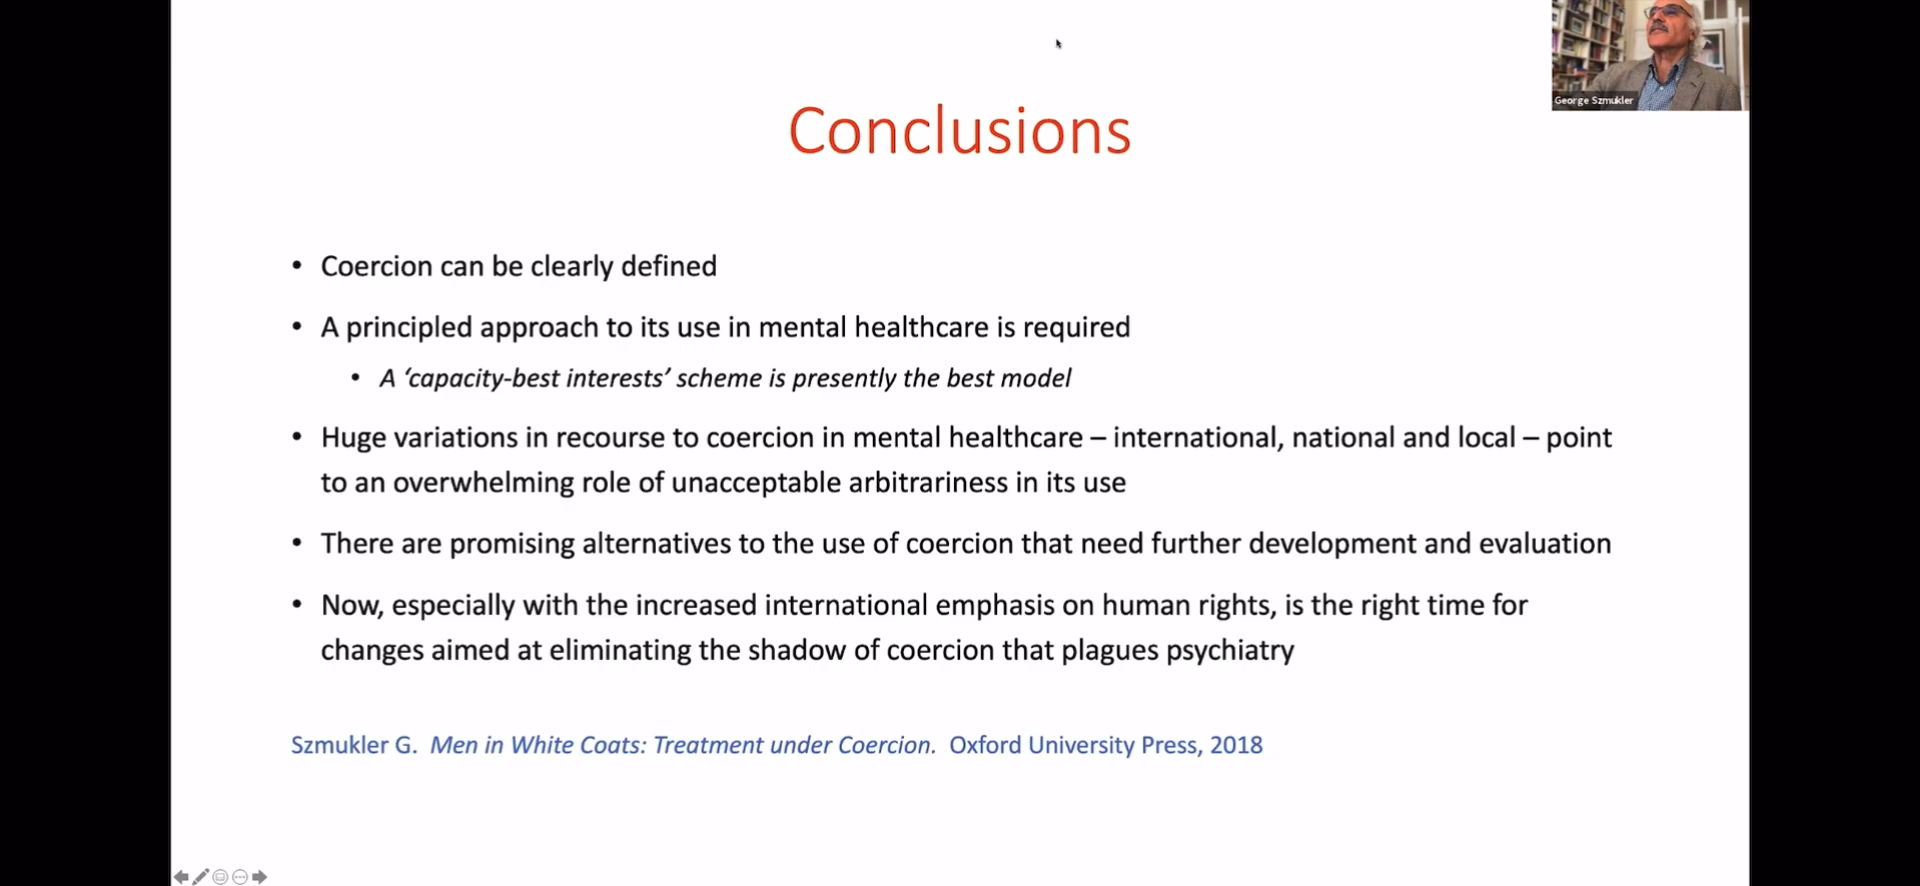 George Szmukler
Conclusions
• Coercion can be clearly defined
• A principled approach to its use in mental healthcare is required
• A ‘capacity-best interests’ scheme is presently the best model
• Huge variations in recourse to coercion in mental healthcare – international, national and local – point
to an overwhelming role of unacceptable arbitrariness in its use
• There are promising alternatives to the use of coercion that need further development and evaluation
• Now, especially with the increased international emphasis on human rights, is the right time for
changes aimed at eliminating the shadow of coercion that plagues psychiatry
Szmukler G. Men in White Coats: Treatment under Coercion. Oxford University Press, 2018